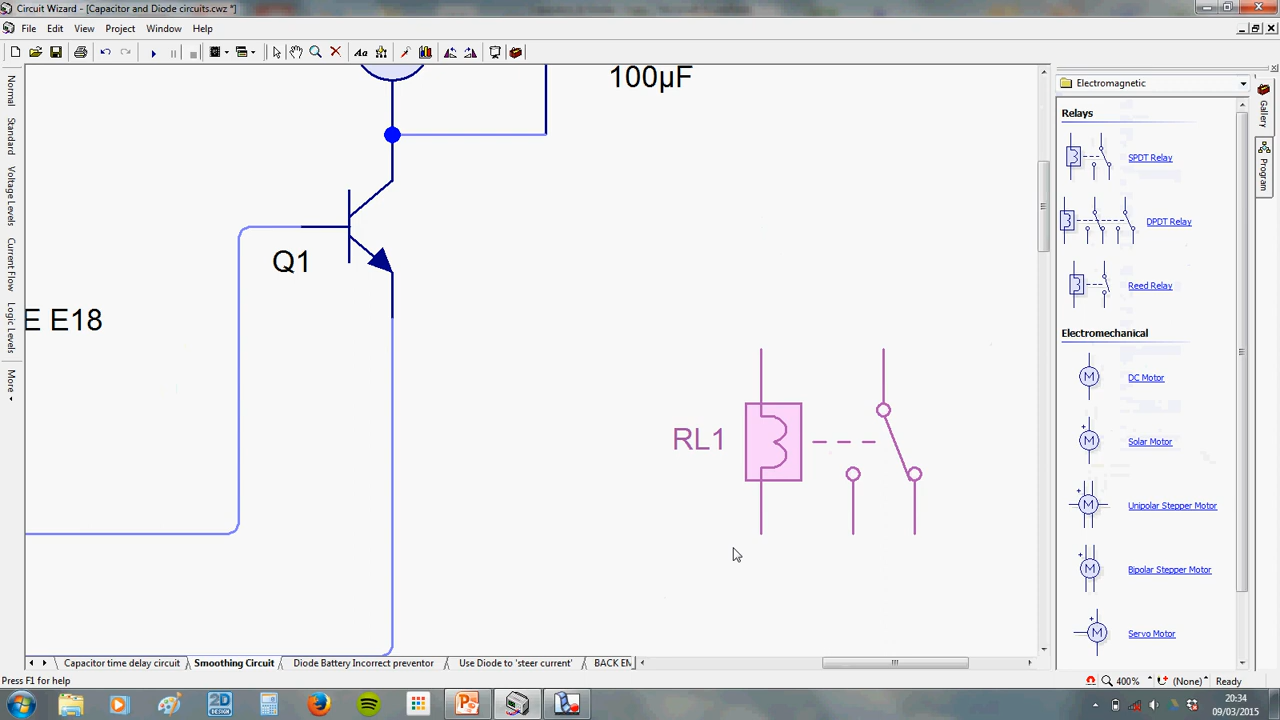 Circuit Wizard - [Capacitor and Diode circuits.cwz *]
File Edit View Project Window Help
Aa
Normal
Standard
Voltage Levels
Current Flow
Logic Levels
More
100µF
Q1
E E18
RL1
Electromagnetic
Relays
SPDT Relay
DPDT Relay
Reed Relay
Electromechanical
M DC Motor
M Solar Motor
M Unipolar Stepper Motor
M Bipolar Stepper Motor
M Servo Motor
Gallery
Program
Capacitor time delay circuit Smoothing Circuit Diode Battery Incorrect preventor Use Diode to 'steer current' BACK EM
Press F1 for help
400% (None) Ready
2D DESIGN
20:34
09/03/2015